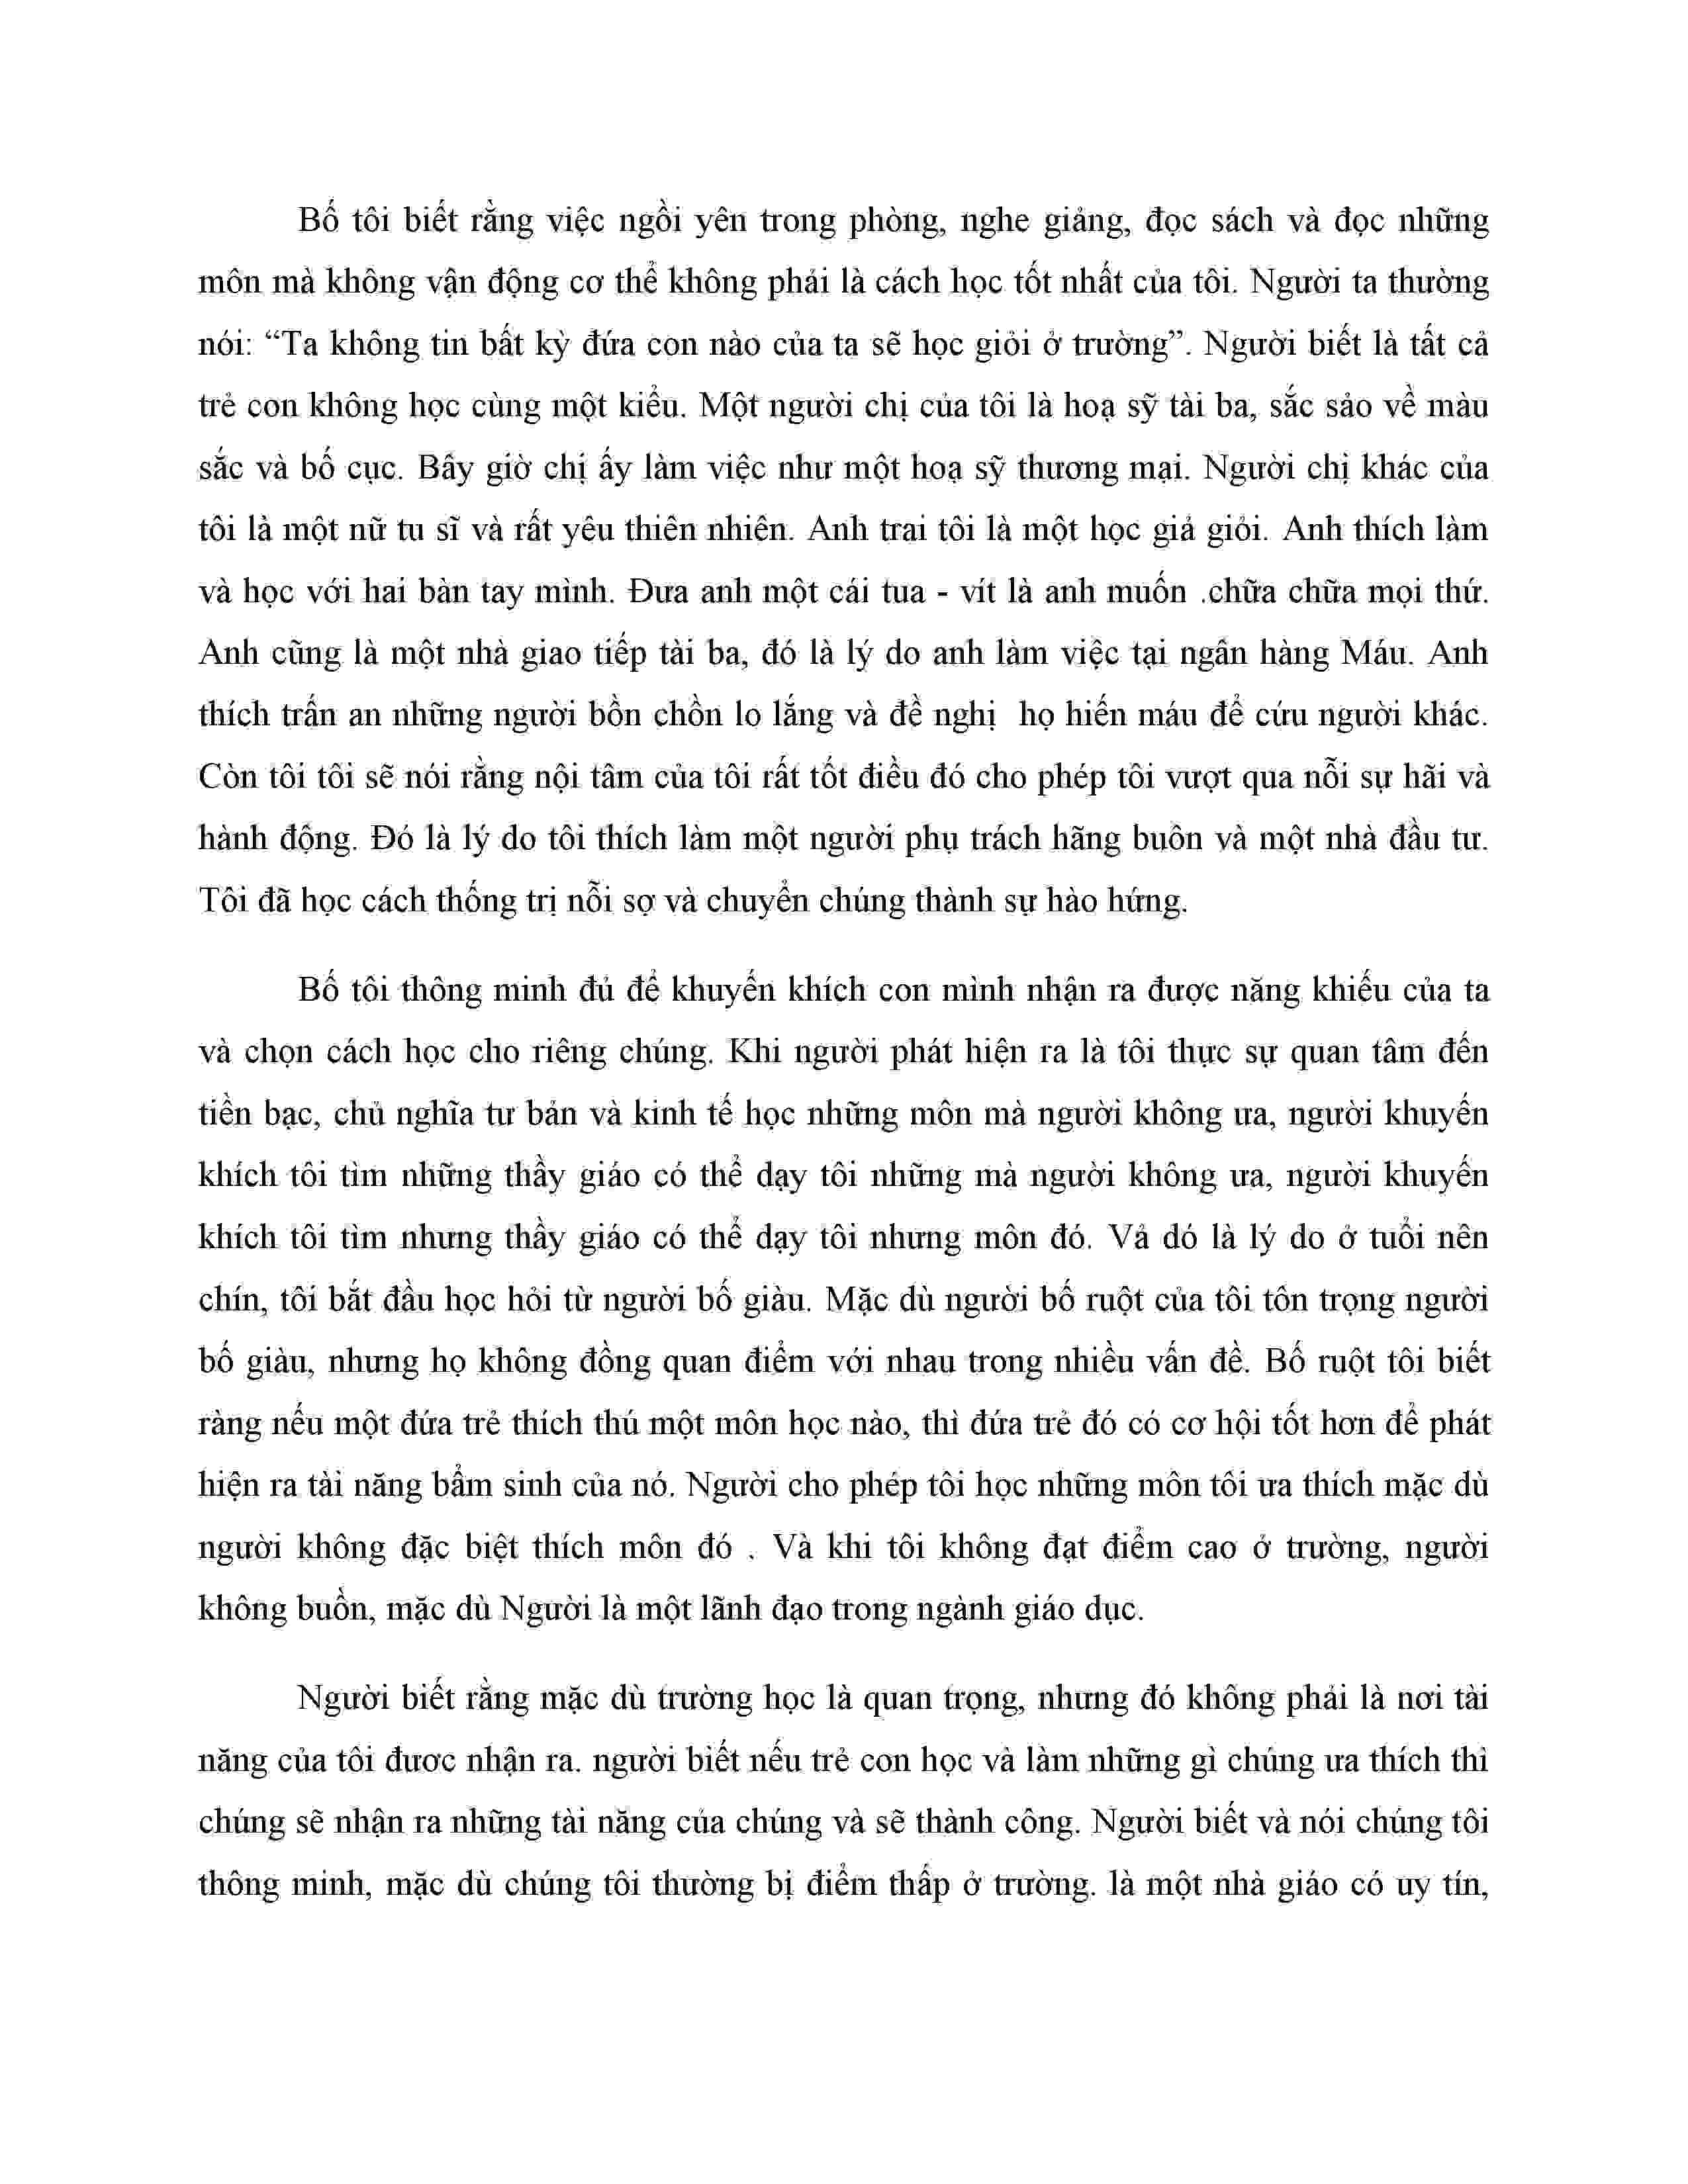 Bố tôi biết rằng việc ngồi yên trong phòng, nghe giảng, đọc sách và đọc những
môn mà không vận động cơ thể không phải là cách học tốt nhất của tôi. Người ta thường
nói: “Ta không tin bất kỳ đứa con nào của ta sẽ học giỏi ở trường”. Người biết là tất cả
trẻ con không học cùng một kiểu. Một người chị của tôi là hoạ sỹ tài ba, sắc sảo về màu
sắc và bố cục. Bây giờ chị ấy làm việc như một hoạ sỹ thương mại. Người chị khác của
tôi là một nữ tu sĩ và rất yêu thiên nhiên. Anh trai tôi là một học giả giỏi. Anh thích làm
và học với hai bàn tay mình. Đưa anh một cái tua - vít là anh muốn .chữa chữa mọi thứ.
Anh cũng là một nhà giao tiếp tài ba, đó là lý do anh làm việc tại ngân hàng Máu. Anh
thích trấn an những người bồn chồn lo lắng và đề nghị  họ hiến máu để cứu người khác.
Còn tôi tôi sẽ nói rằng nội tâm của tôi rất tốt điều đó cho phép tôi vượt qua nỗi sự hãi và
hành động. Đó là lý do tôi thích làm một người phụ trách hãng buôn và một nhà đầu tư.
Tôi đã học cách thống trị nỗi sợ và chuyển chúng thành sự hào hứng.
Bố tôi thông minh đủ để khuyến khích con mình nhận ra được năng khiếu của ta
và chọn cách học cho riêng chúng. Khi người phát hiện ra là tôi thực sự quan tâm đến
tiền bạc, chủ nghĩa tư bản và kinh tế học những môn mà người không ưa, người khuyến
khích tôi tìm những thầy giáo có thể dạy tôi những mà người không ưa, người khuyến
khích tôi tìm nhưng thầy giáo có thể dạy tôi nhưng môn đó. Vả dó là lý do ở tuổi nên
chín, tôi bắt đầu học hỏi từ người bố giàu. Mặc dù người bố ruột của tôi tôn trọng người
bố giàu, nhưng họ không đồng quan điểm với nhau trong nhiều vấn đề. Bố ruột tôi biết
ràng nếu một đứa trẻ thích thú một môn học nào, thì đứa trẻ đó có cơ hội tốt hơn để phát
hiện ra tài năng bẩm sinh của nó. Người cho phép tôi học những môn tôi ưa thích mặc dù
người không đặc biệt thích môn đó . Và khi tôi không đạt điểm cao ở trường, người
không buồn, mặc dù Người là một lãnh đạo trong ngành giáo dục.
Người biết rằng mặc dù trường học là quan trọng, nhưng đó không phải là nơi tài
năng của tôi đươc nhận ra. người biết nếu trẻ con học và làm những gì chúng ưa thích thì
chúng sẽ nhận ra những tài năng của chúng và sẽ thành công. Người biết và nói chúng tôi
thông minh, mặc dù chúng tôi thường bị điểm thấp ở trường. là một nhà giáo có uy tín,